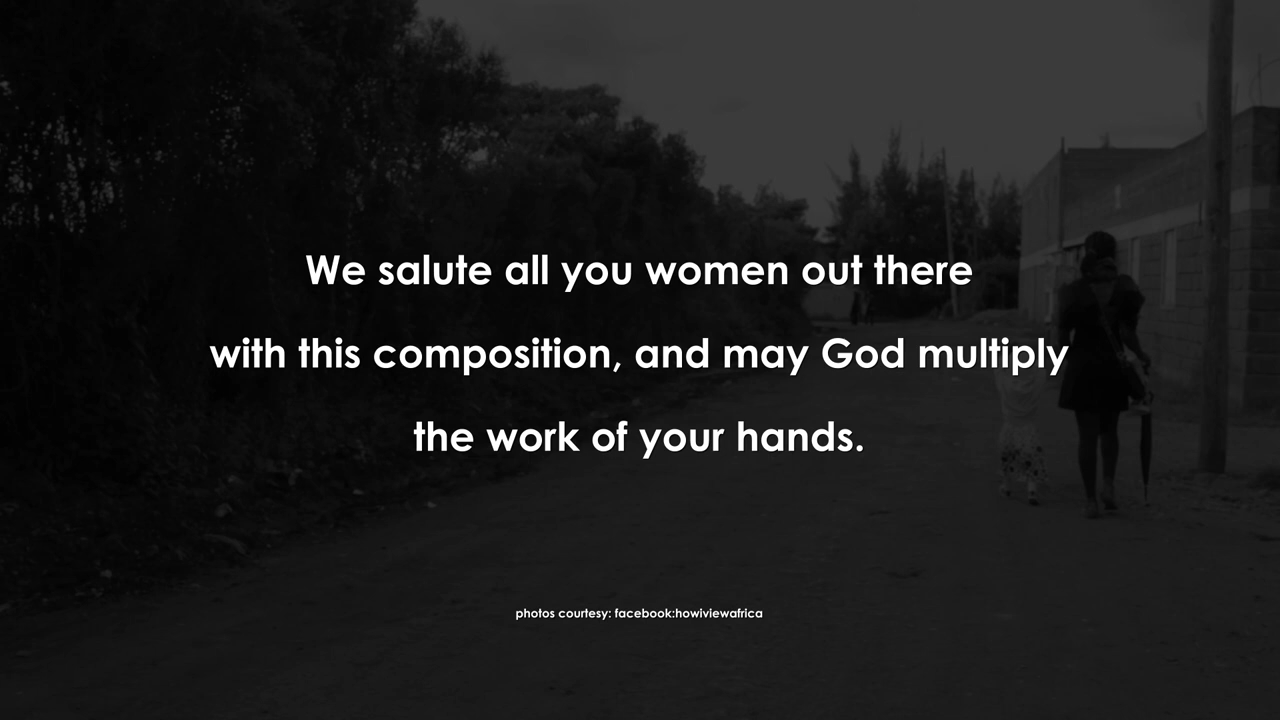 We salute all you women out there
with this composition, and may God multiply
the work of your hands.
photos courtesy: facebook:howiviewafrica